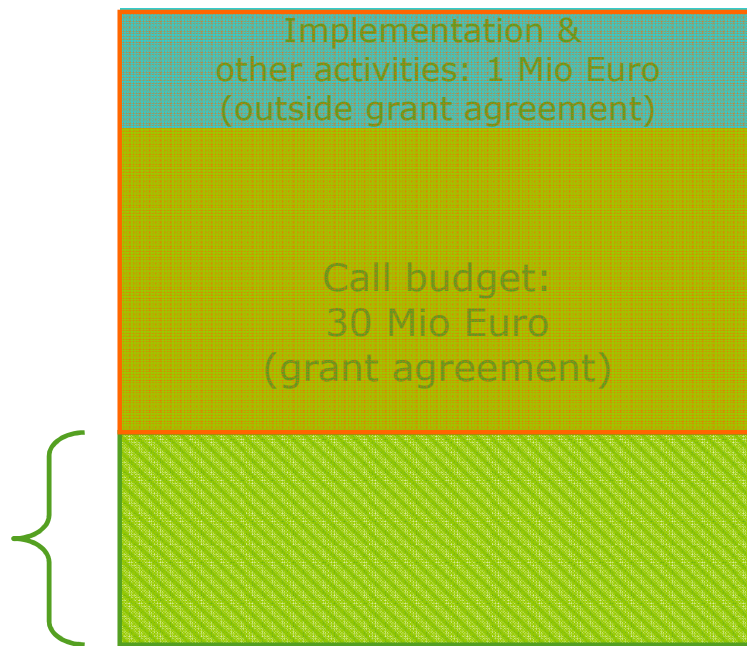 Implementation &
other activities: 1 Mio Euro
(outside grant agreement)
Call budget:
30 Mio Euro
(grant agreement)